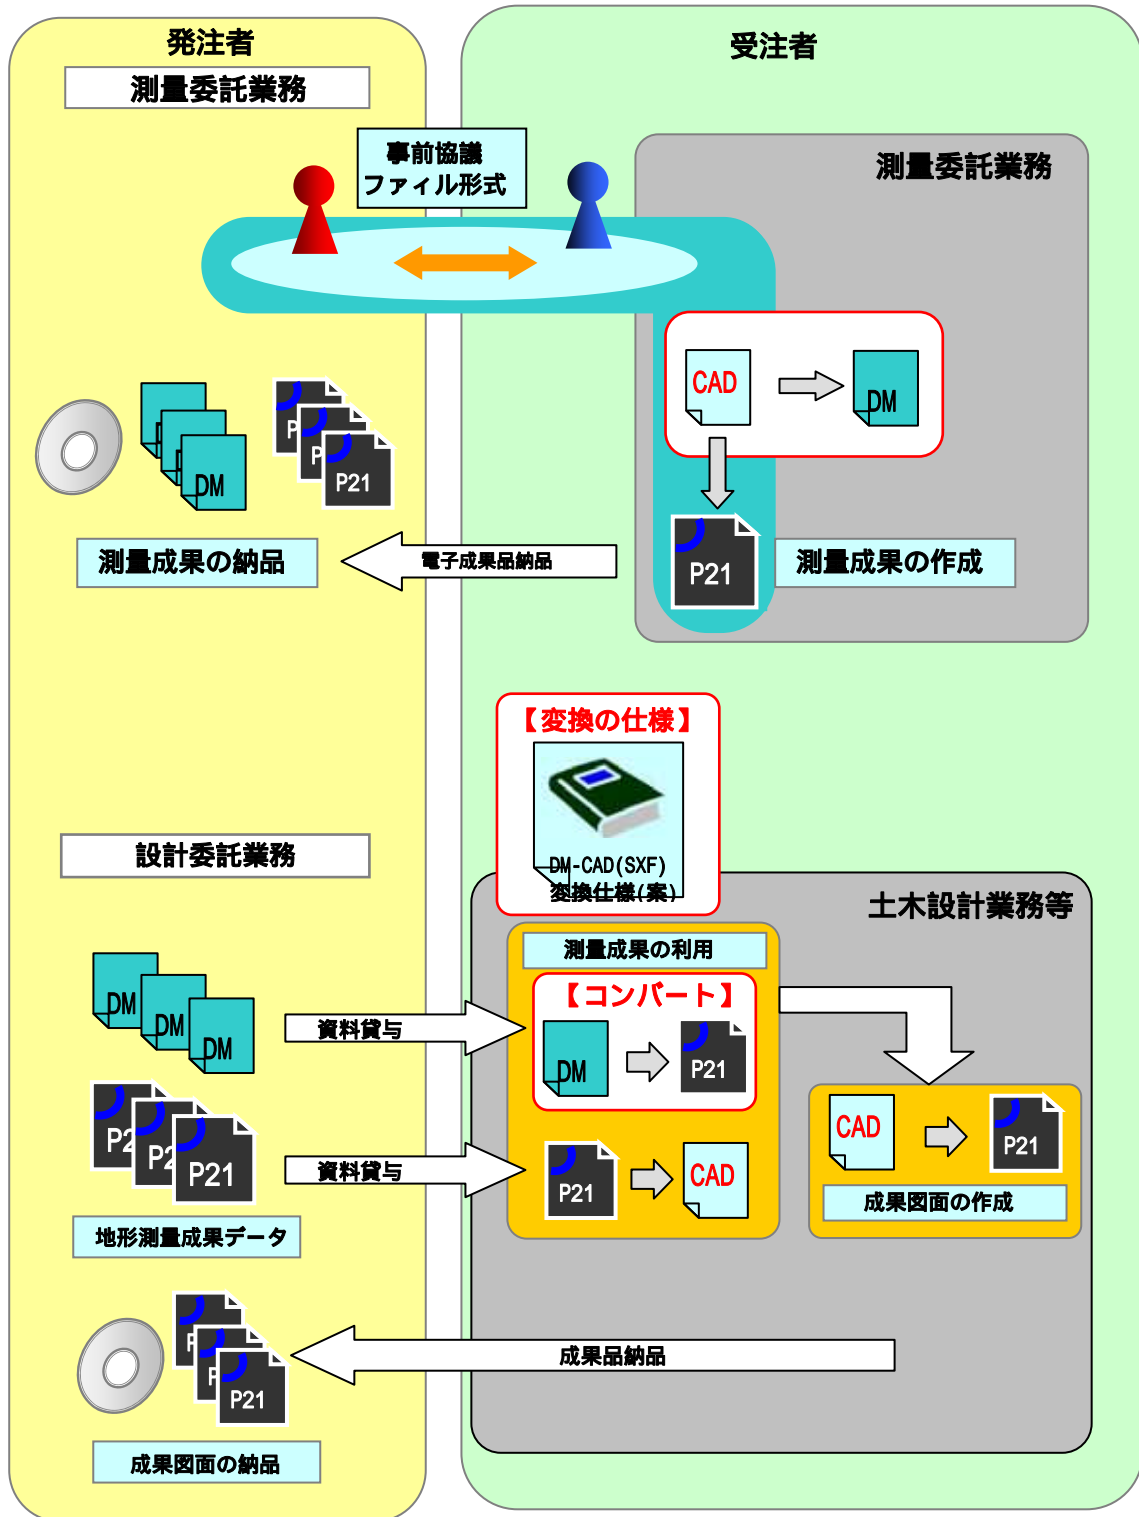 発注者
受注者
測量委託業務
事前協議
ファイル形式
測量委託業務
CAD
DM
DM
P21
P21
測量成果の納品
電子成果品納品
測量成果の作成
【変換の仕様】
DM-CAD(SXF)
変換仕様(案)
設計委託業務
土木設計業務等
測量成果の利用
【コンバート】
DM
DM
DM
資料貸与
DM
P21
P2
P2
P21
資料貸与
P21
CAD
CAD
P21
成果図面の作成
地形測量成果データ
P21
成果品納品
成果図面の納品